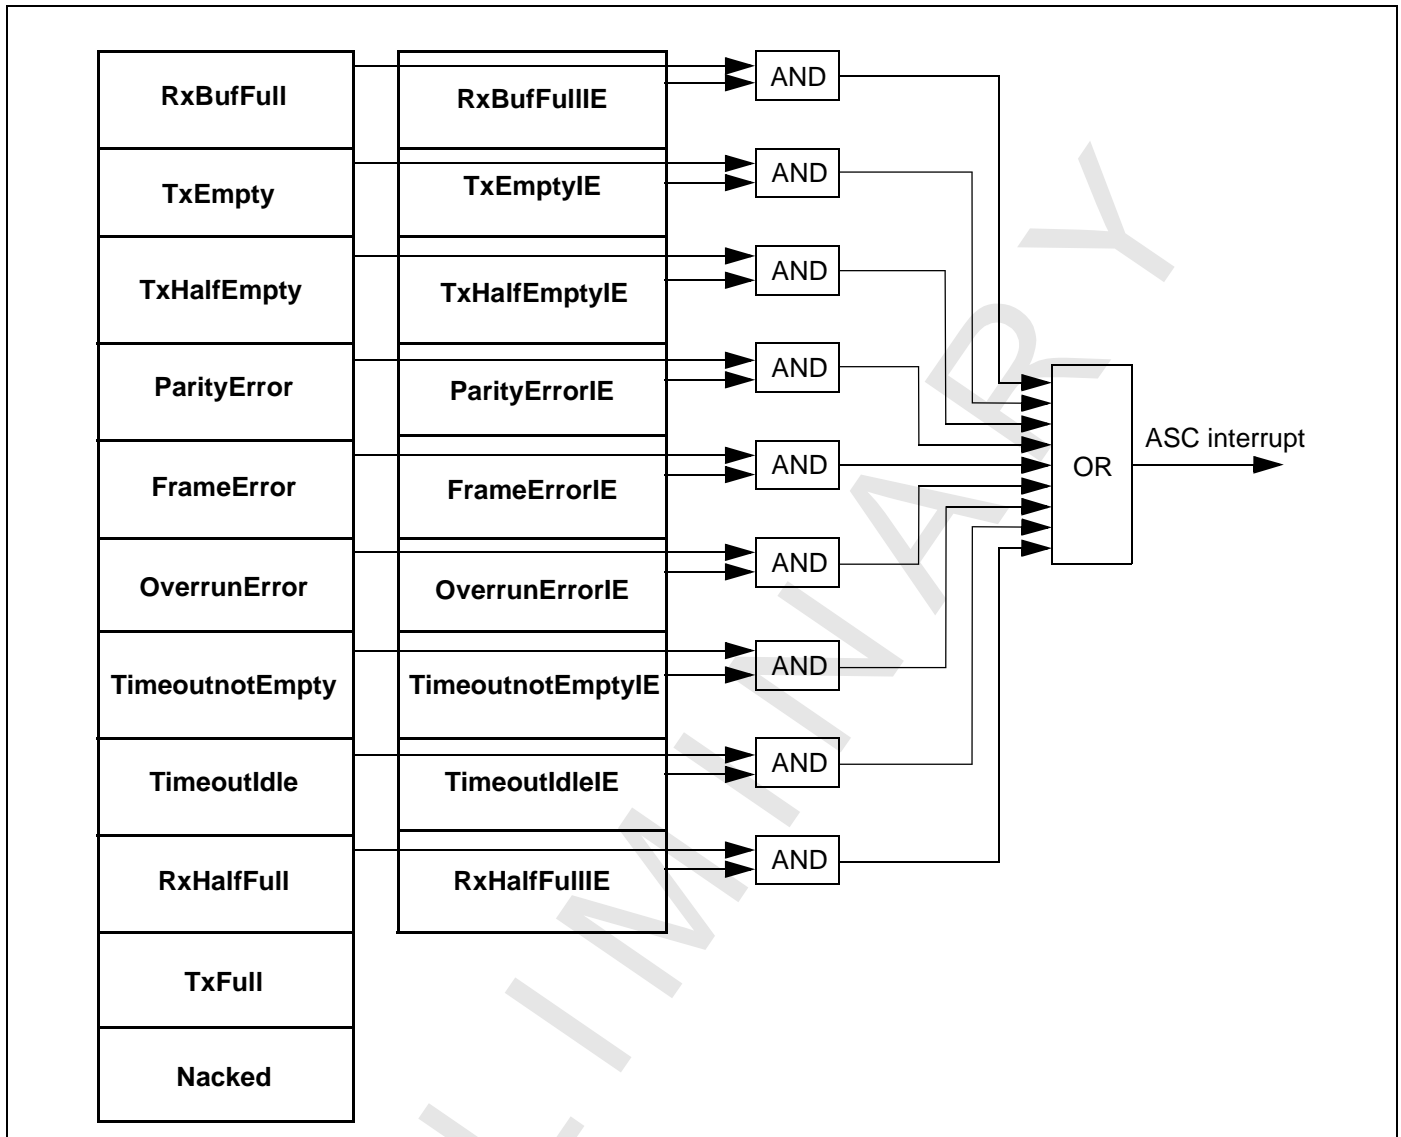 RxBufFull RxBufFullIE AND
TxEmpty TxEmptyIE AND
TxHalfEmpty TxHalfEmptyIE AND
ParityError ParityErrorIE AND
FrameError FrameErrorIE AND OR ASC interrupt
OverrunError OverrunErrorIE AND
TimeoutnotEmpty TimeoutnotEmptyIE AND
TimeoutIdle TimeoutIdleIE AND
RxHalfFull RxHalfFullIE AND
TxFull
Nacked
LIMINARY